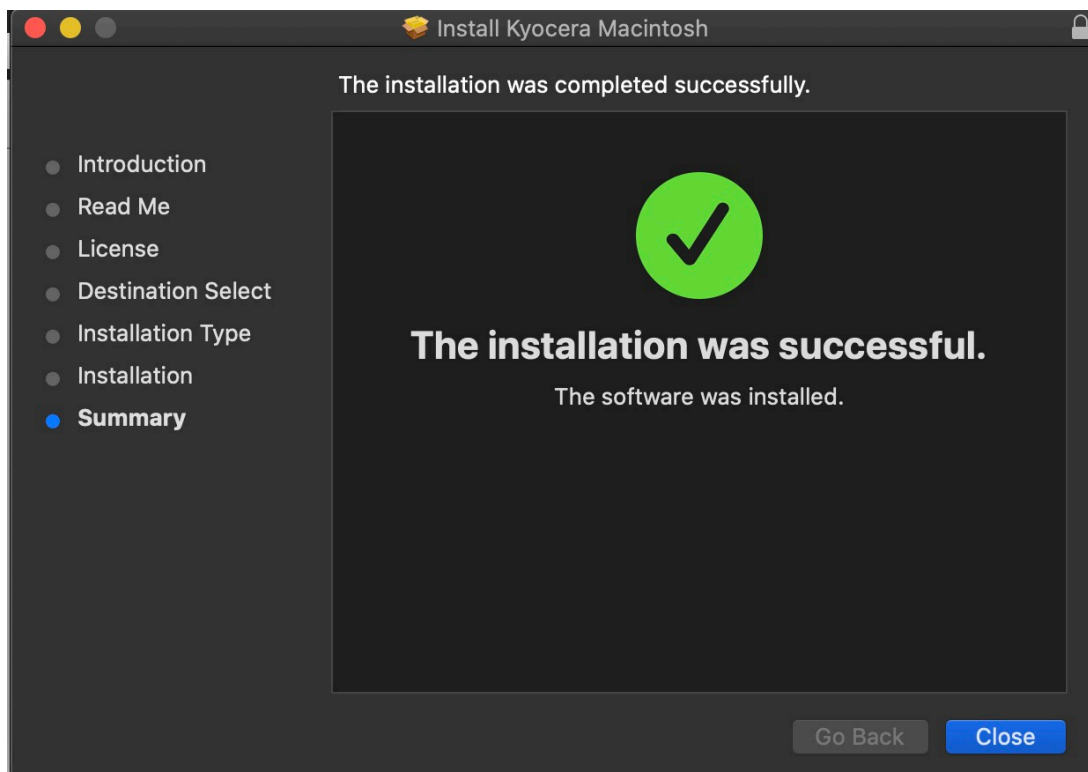 Install Kyocera Macintosh
The installation was completed successfully.
Introduction
Read Me
License
Destination Select
Installation Type
Installation
Summary
The installation was successful.
The software was installed.
Go Back
Close